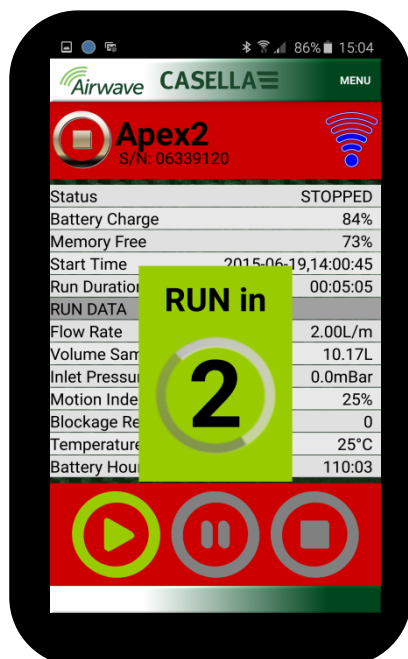 86% 15:04
Airwave CASELLA MENU
Apex2
S/N: 06339120
Status STOPPED
Battery Charge 84%
Memory Free 73%
Start Time 2015-06-19,14:00:45
Run Duration 00:05:05
RUN DATA
RUN in
2
Flow Rate 2.00L/m
Volume Sam 10.17L
Inlet Pressu 0.0mBar
Motion Inde 25%
Blockage Re 0
Temperature 25°C
Battery Hou 110:03